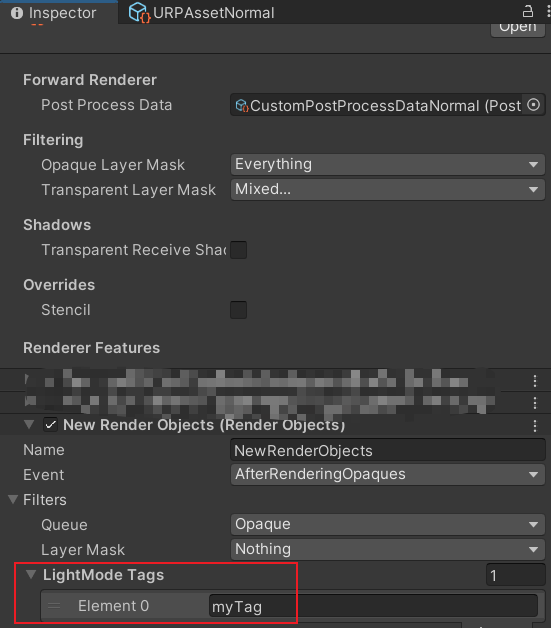 Inspector URPAssetNormal
Open
Forward Renderer
Post Process Data CustomPostProcessDataNormal (Post
Filtering
Opaque Layer Mask Everything
Transparent Layer Mask Mixed...
Shadows
Transparent Receive Shad
Overrides
Stencil
Renderer Features
New Render Objects (Render Objects)
Name NewRenderObjects
Event AfterRenderingOpaques
Filters
Queue Opaque
Layer Mask Nothing
LightMode Tags 1
Element 0 myTag